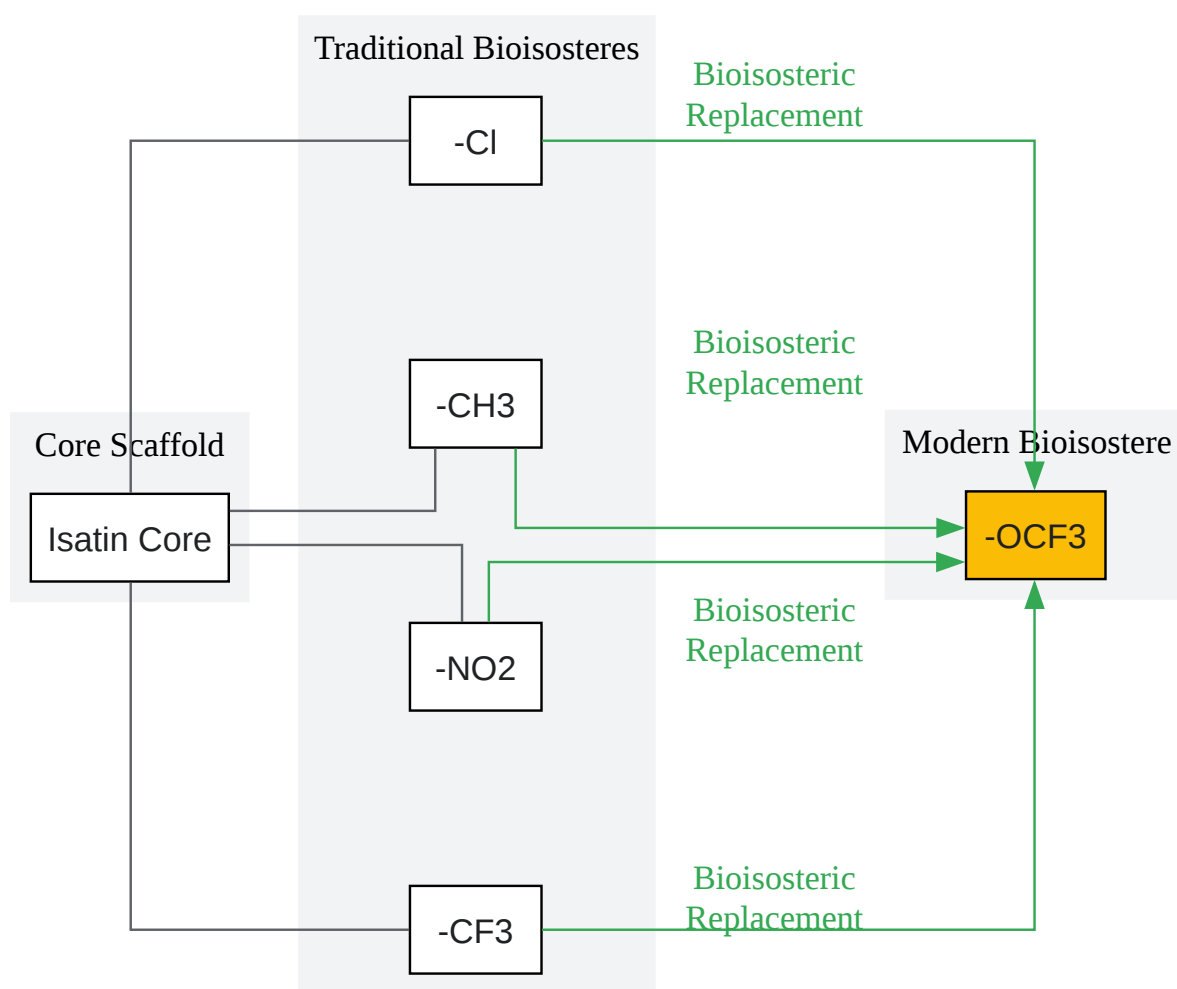 Traditional Bioisosteres
Bioisosteric
Replacement
-Cl
Bioisosteric
Replacement
-CH3
Core Scaffold
Modern Bioisostere
Isatin Core
-OCF3
Bioisosteric
Replacement
-NO2
Bioisosteric
Replacement
-CF3